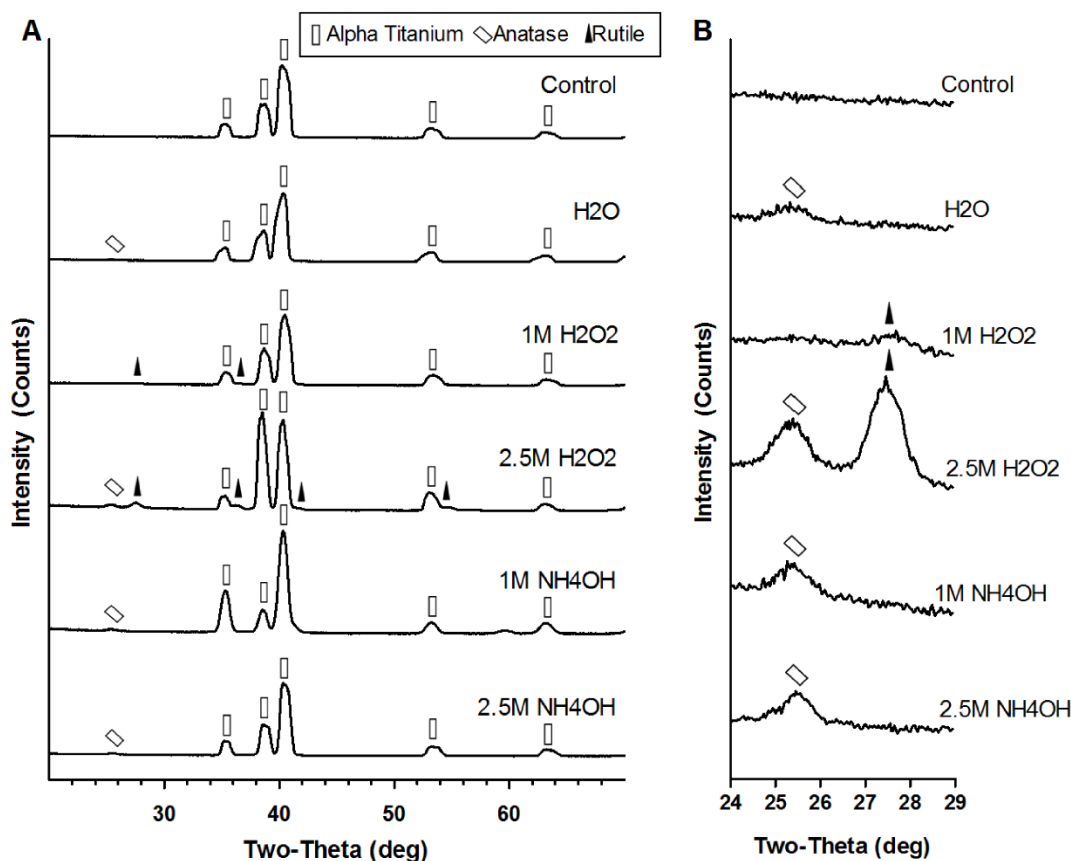 A
Alpha Titanium Anatase Rutile
Control
H2O
1M H2O2
2.5M H2O2
1M NH4OH
2.5M NH4OH
Intensity (Counts)
30 40 50 60
Two-Theta (deg)
B
Control
H2O
1M H2O2
2.5M H2O2
1M NH4OH
2.5M NH4OH
Intensity (Counts)
24 25 26 27 28 29
Two-Theta (deg)